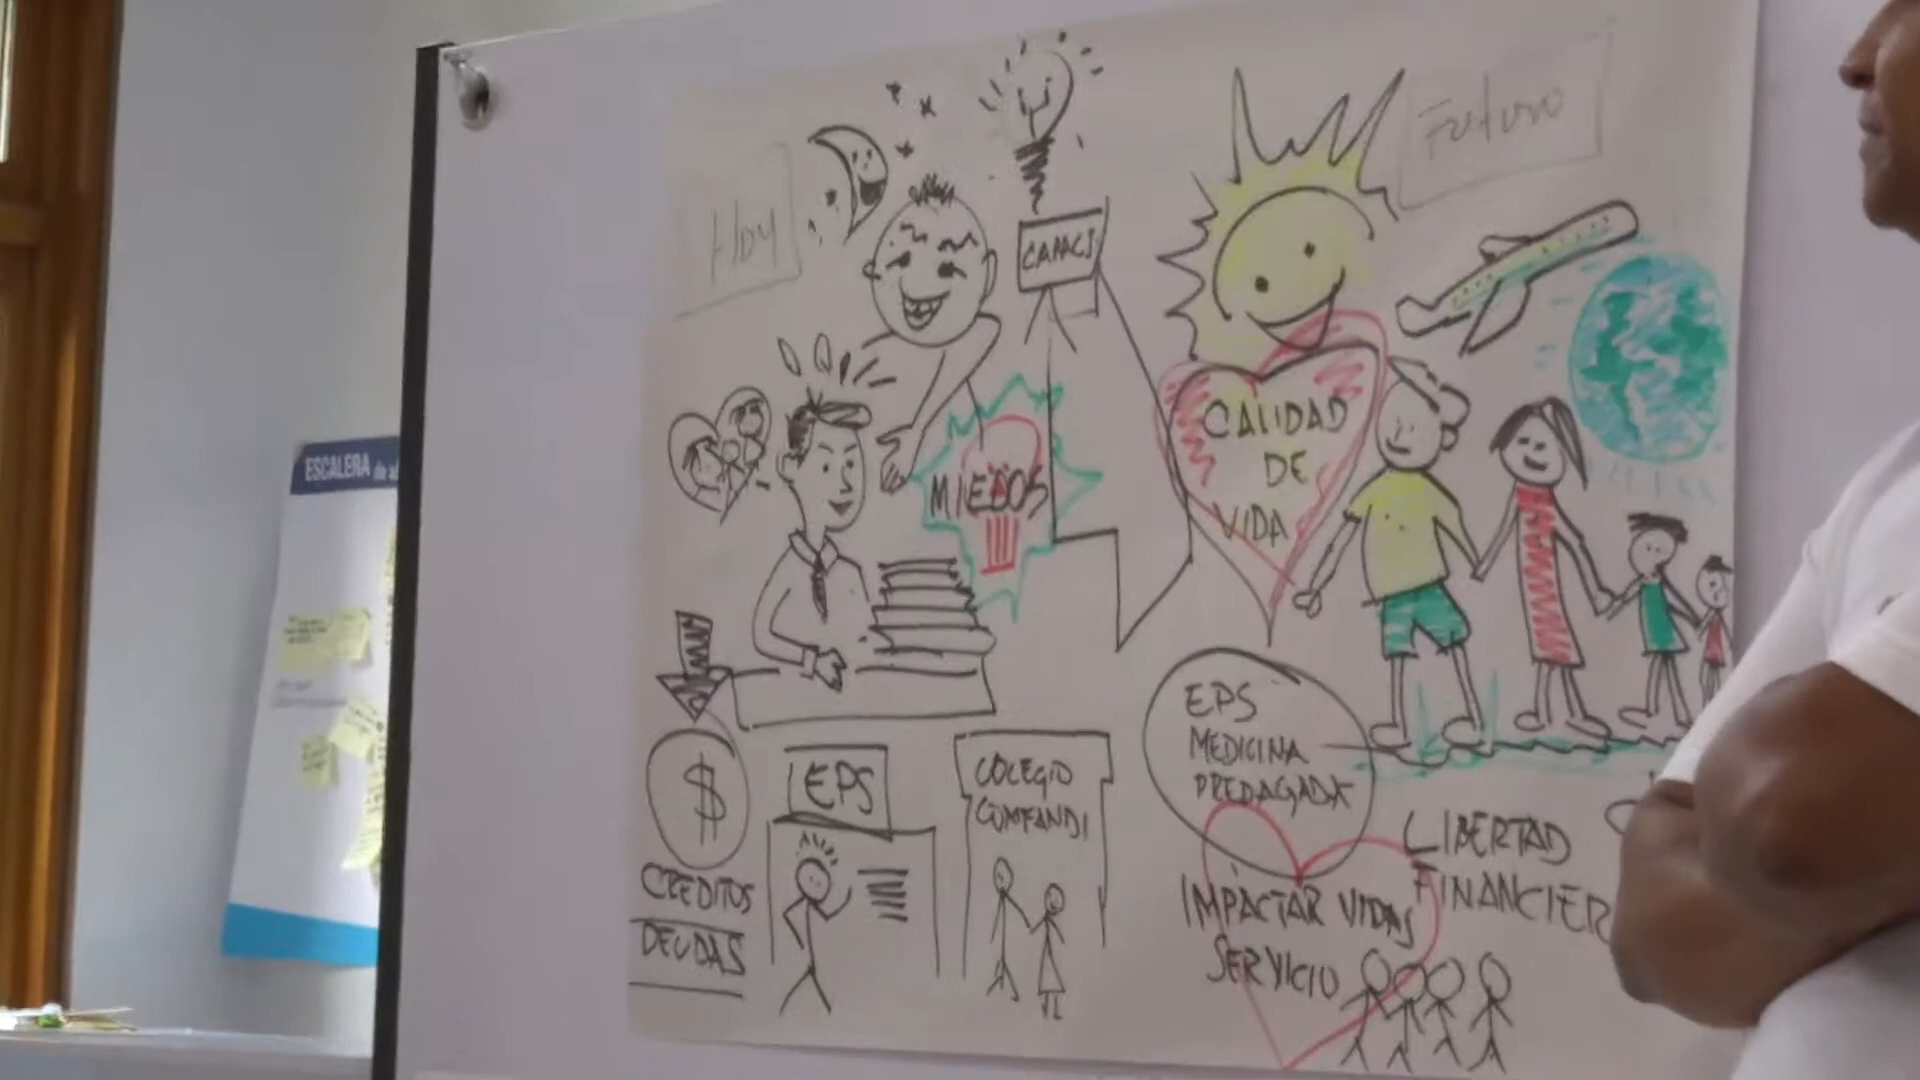 ESCALERA de
Hoy
Futuro
CAPACI
MIEDOS
CALIDAD
DE
VIDA
$
CREDITOS
DEUDAS
EPS
COLEGIO
COMFANDI
EPS
MEDICINA
PREPAGADA
LIBERTAD
FINANCIER
IMPACTAR VIDAS
SERVICIO